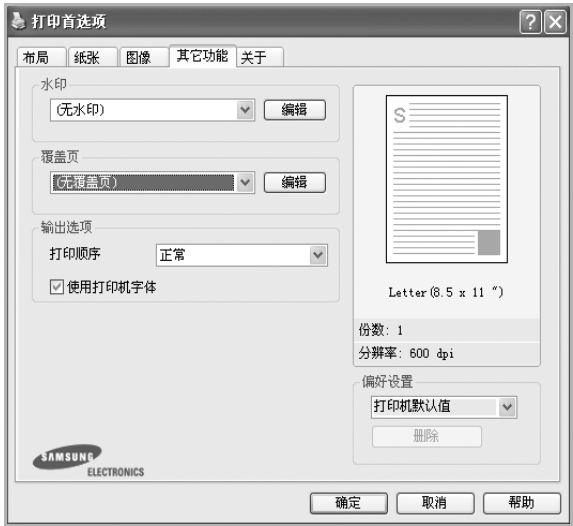 打印首选项
布局 纸张 图像 其它功能 关于
水印
(无水印) 编辑
覆盖页
(无覆盖页) 编辑
输出选项
打印顺序 正常
使用打印机字体
S
Letter(8.5 x 11 ")
份数: 1
分辨率: 600 dpi
偏好设置
打印机默认值
删除
SAMSUNG
ELECTRONICS
确定 取消 帮助